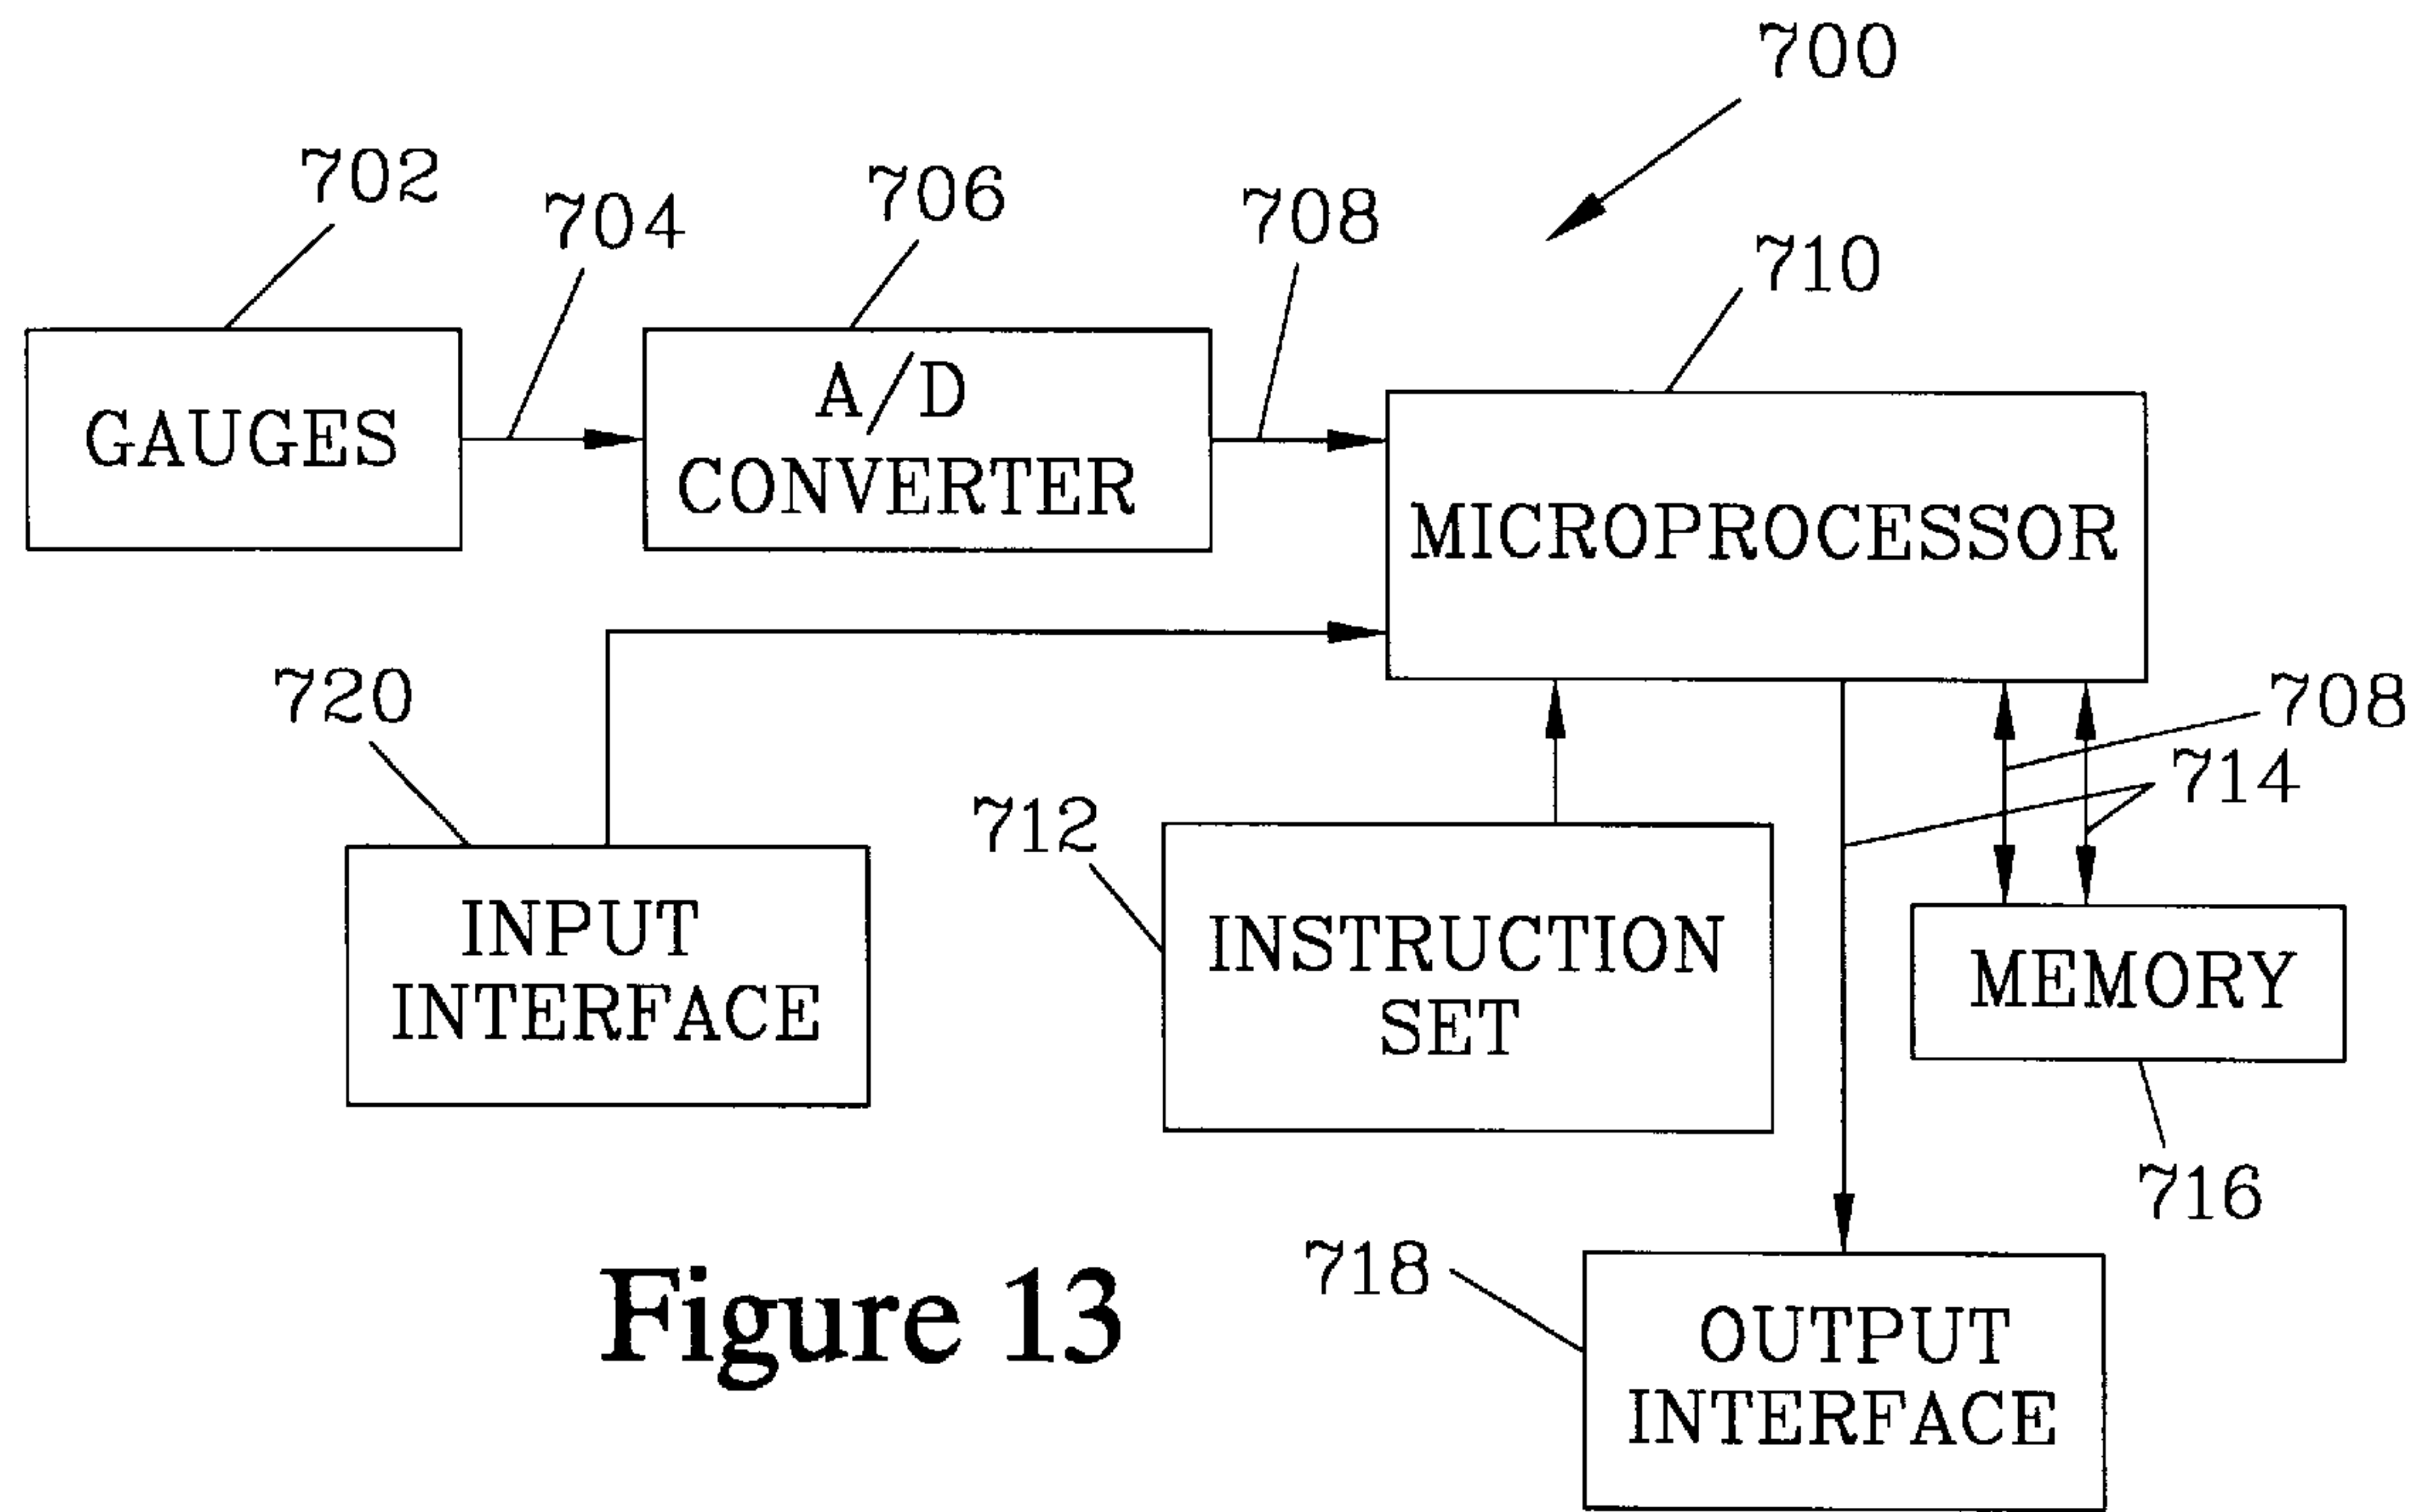 700
702
704
706
708
710
GAUGES
A/D
CONVERTER
MICROPROCESSOR
720
708
714
712
INPUT
INTERFACE
INSTRUCTION
SET
MEMORY
716
718
Figure 13
OUTPUT
INTERFACE